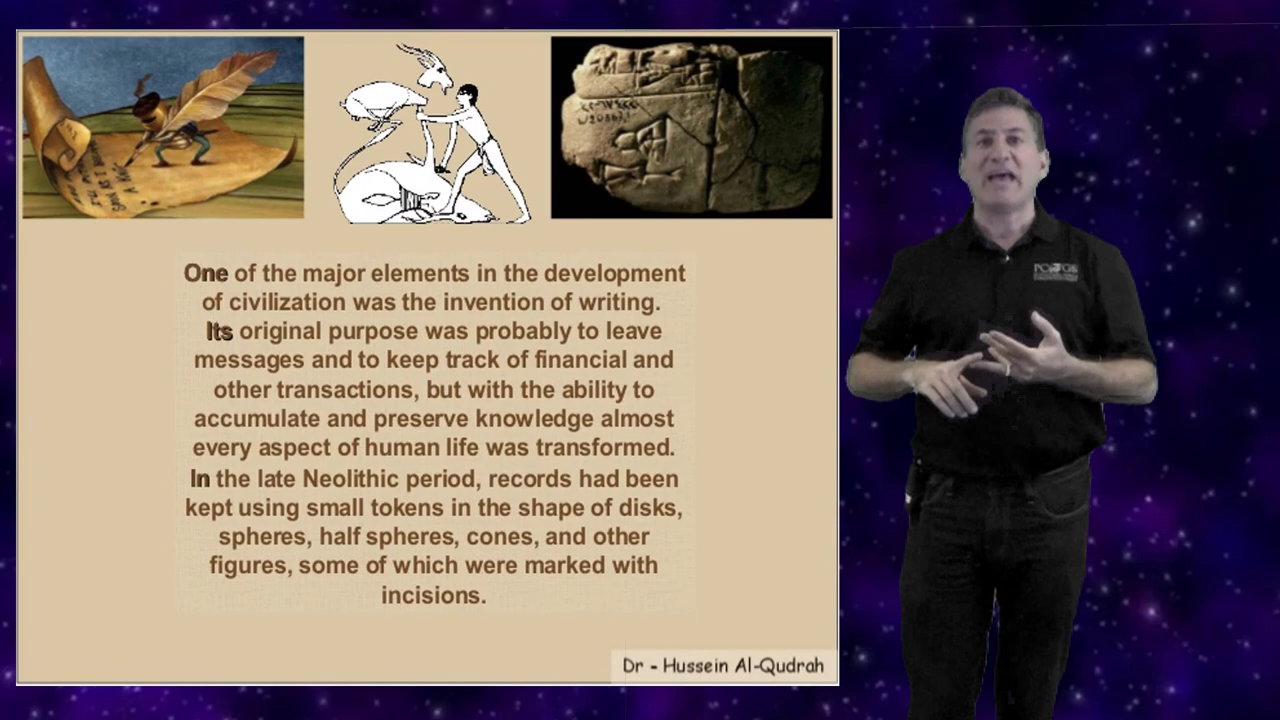 One of the major elements in the development
of civilization was the invention of writing.
Its original purpose was probably to leave
messages and to keep track of financial and
other transactions, but with the ability to
accumulate and preserve knowledge almost
every aspect of human life was transformed.
In the late Neolithic period, records had been
kept using small tokens in the shape of disks,
spheres, half spheres, cones, and other
figures, some of which were marked with
incisions.
Dr - Hussein Al-Qudrah